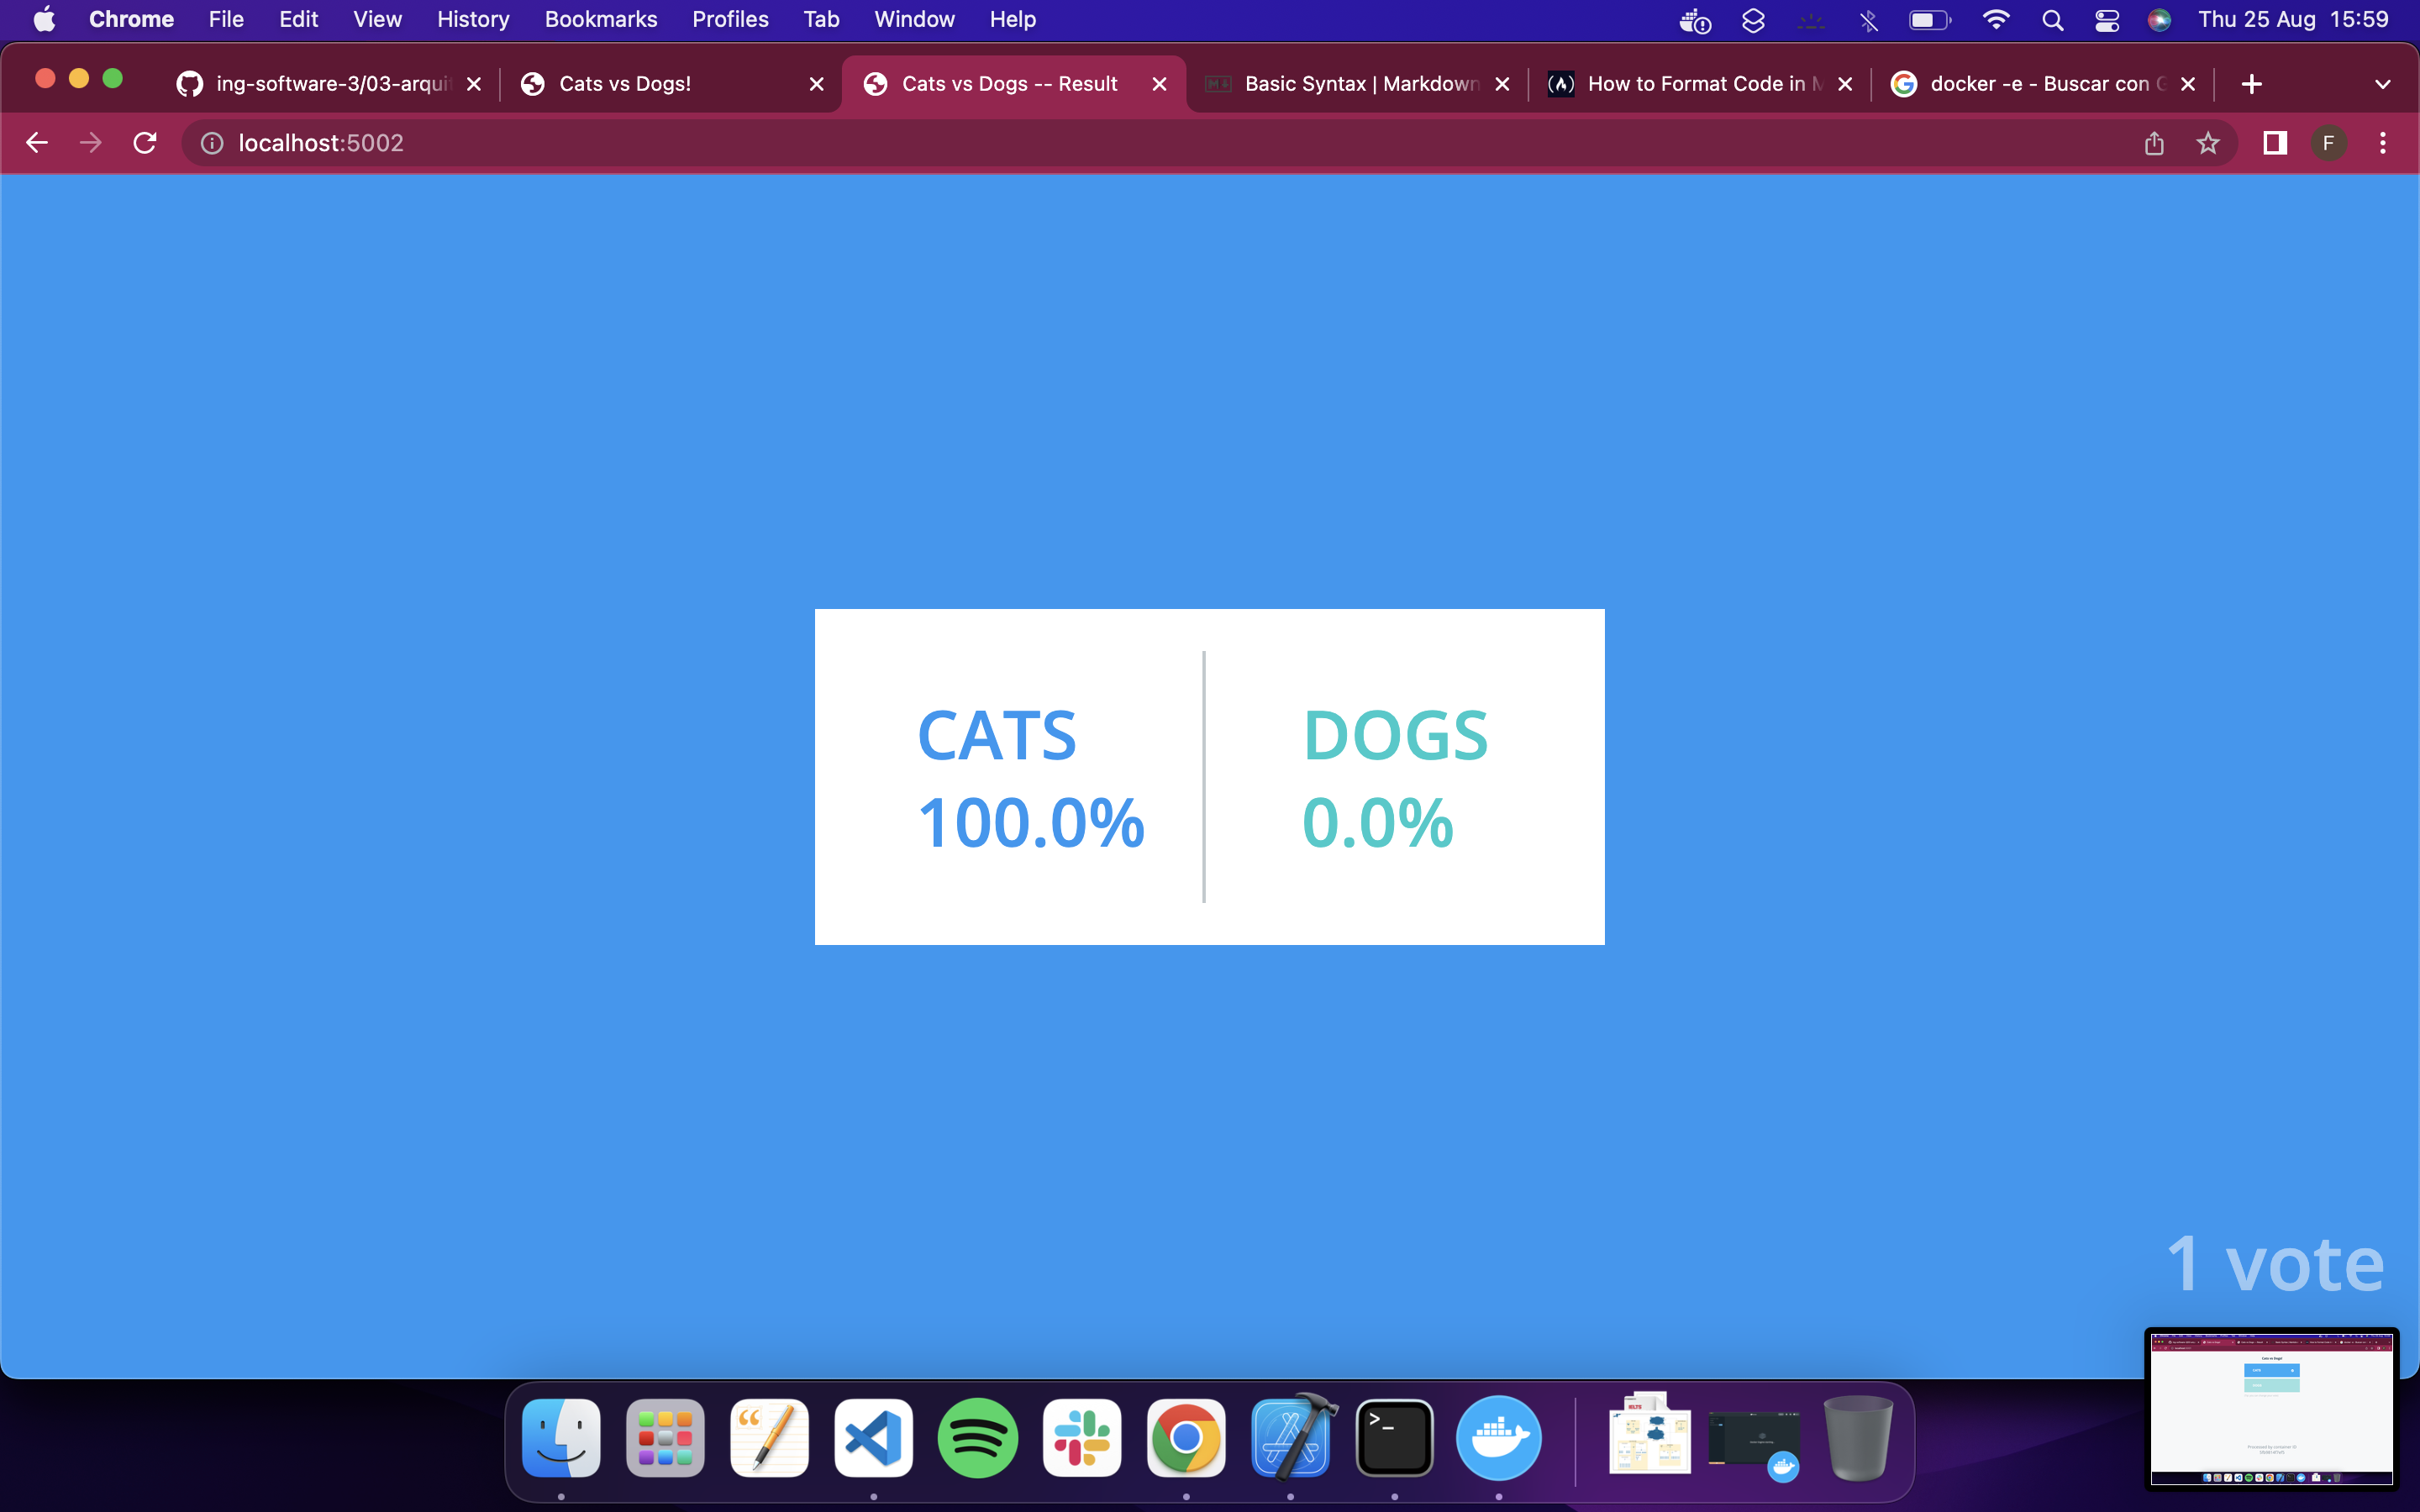 Chrome File Edit View History Bookmarks Profiles Tab Window Help Thu 25 Aug 15:59
ing-software-3/03-arqui Cats vs Dogs! Cats vs Dogs -- Result Basic Syntax | Markdown How to Format Code in M docker -e - Buscar con G
localhost:5002 F
CATS DOGS
100.0% 0.0%
1 vote